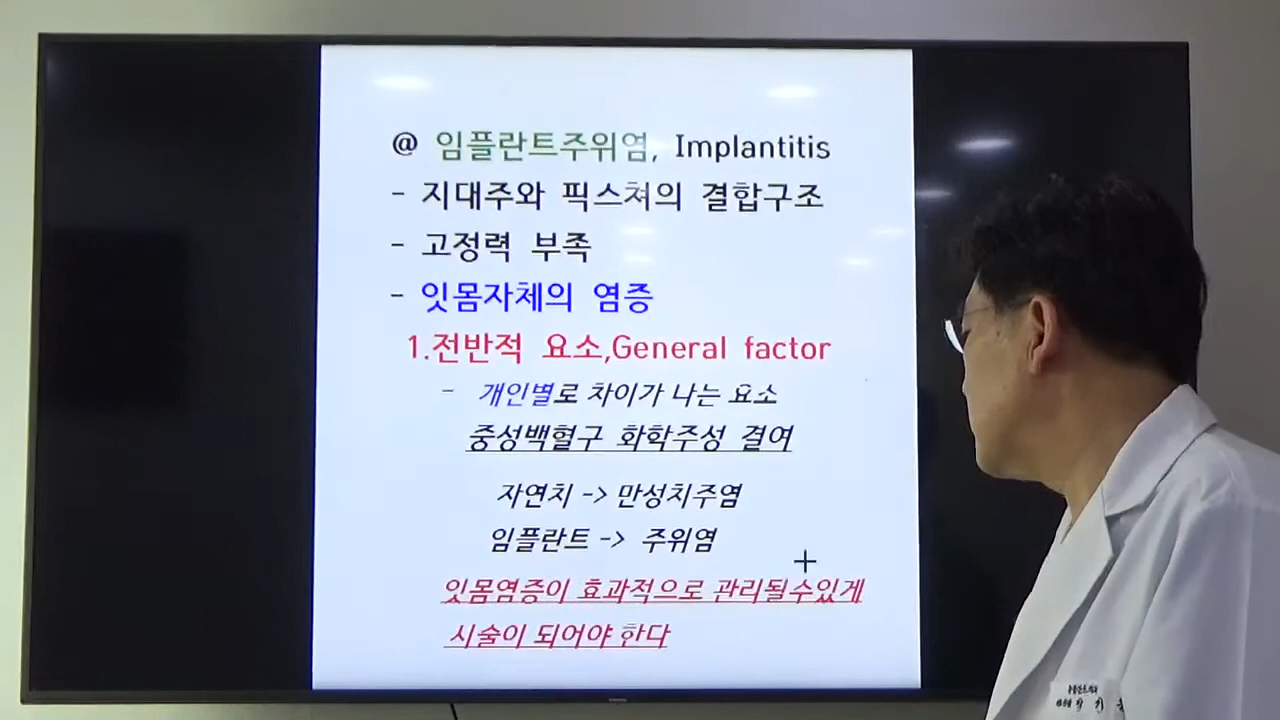 @ 임플란트주위염, Implantitis
- 지대주와 픽스쳐의 결합구조
- 고정력 부족
- 잇몸자체의 염증
1.전반적 요소,General factor
- 개인별로 차이가 나는 요소
중성백혈구 화학주성 결여
자연치 -> 만성치주염
임플란트 -> 주위염
잇몸염증이 효과적으로 관리될수있게
시술이 되어야 한다